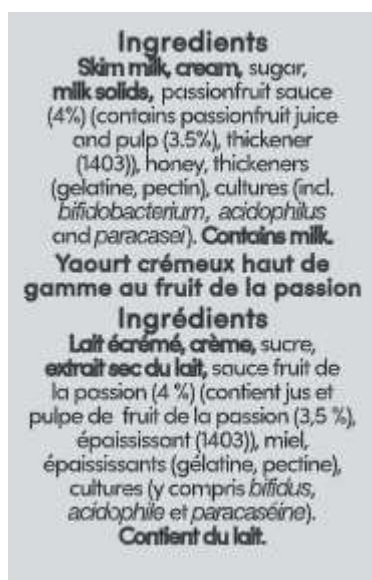 Ingredients
Skim milk, cream, sugar,
milk solids, passionfruit sauce
(4%) (contains passionfruit juice
and pulp (3.5%), thickener
(1403)), honey, thickeners
(gelatine, pectin), cultures (incl.
bifidobacterium, acidophilus
and paracasei). Contains milk.
Yaourt crémeux haut de
gamme au fruit de la passion
Ingrédients
Lait écrémé, crème, sucre,
extrait sec du lait, sauce fruit de
la passion (4 %) (contient jus et
pulpe de fruit de la passion (3,5 %),
épaississant (1403)), miel,
épaississants (gélatine, pectine),
cultures (y compris bifidus,
acidophile et paracaséine).
Contient du lait.